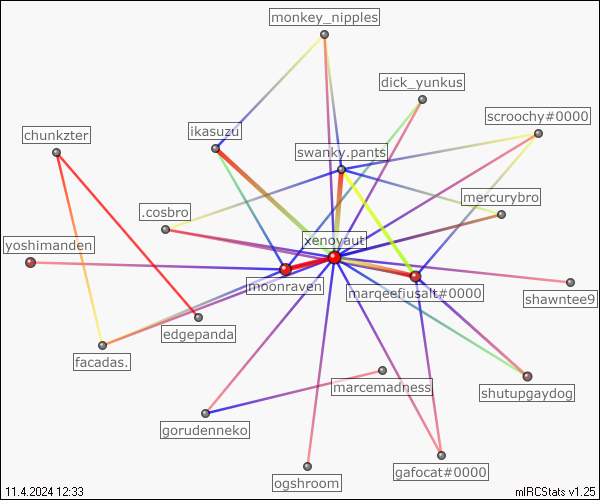 monkey_nipples
dick_yunkus
scroochy#0000
chunkzter
ikasuzu
swanky.pants
mercurybro
.cosbro
xenoyaut
yoshimanden
moonraven
marqeefiusalt#0000
shawntee9
edgepanda
facadas.
marcemadness
shutupgaydog
gorudenneko
gafocat#0000
ogshroom
11.4.2024 12:33
mIRCStats v1.25